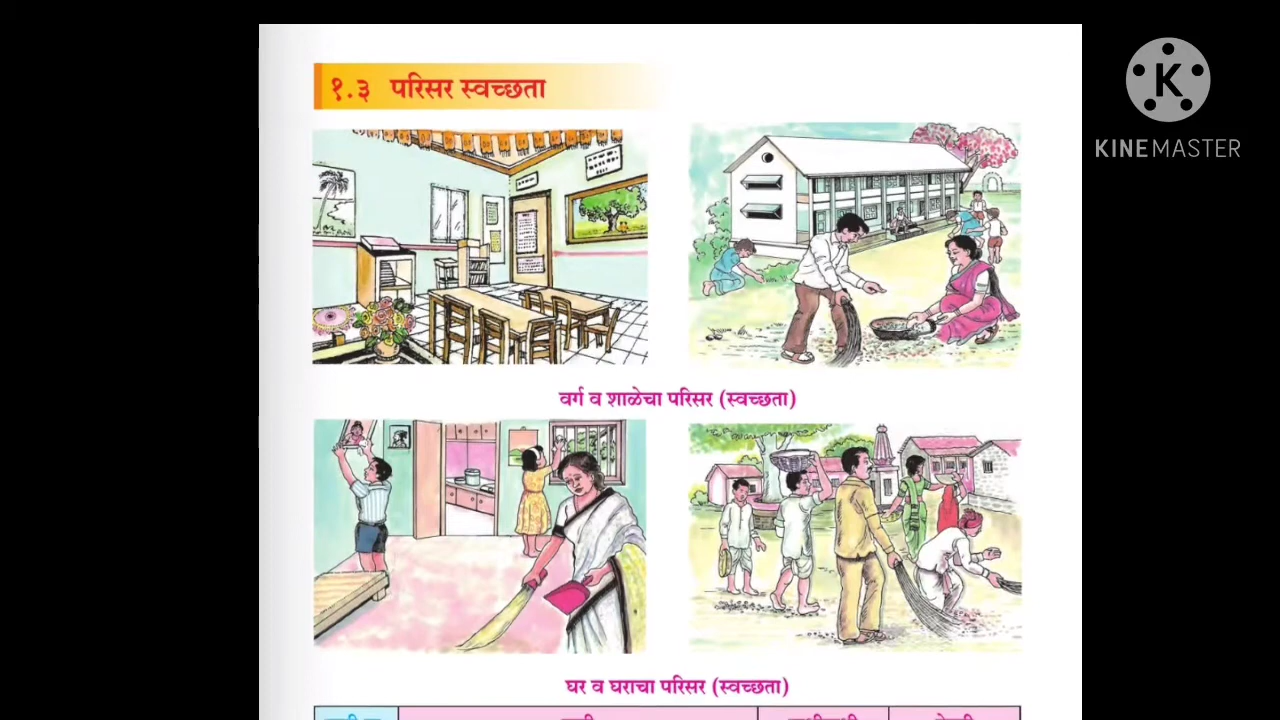 १.३ परिसर स्वच्छता
KINEMASTER
वर्ग व शाळेचा परिसर (स्वच्छता)
घर व घराचा परिसर (स्वच्छता)